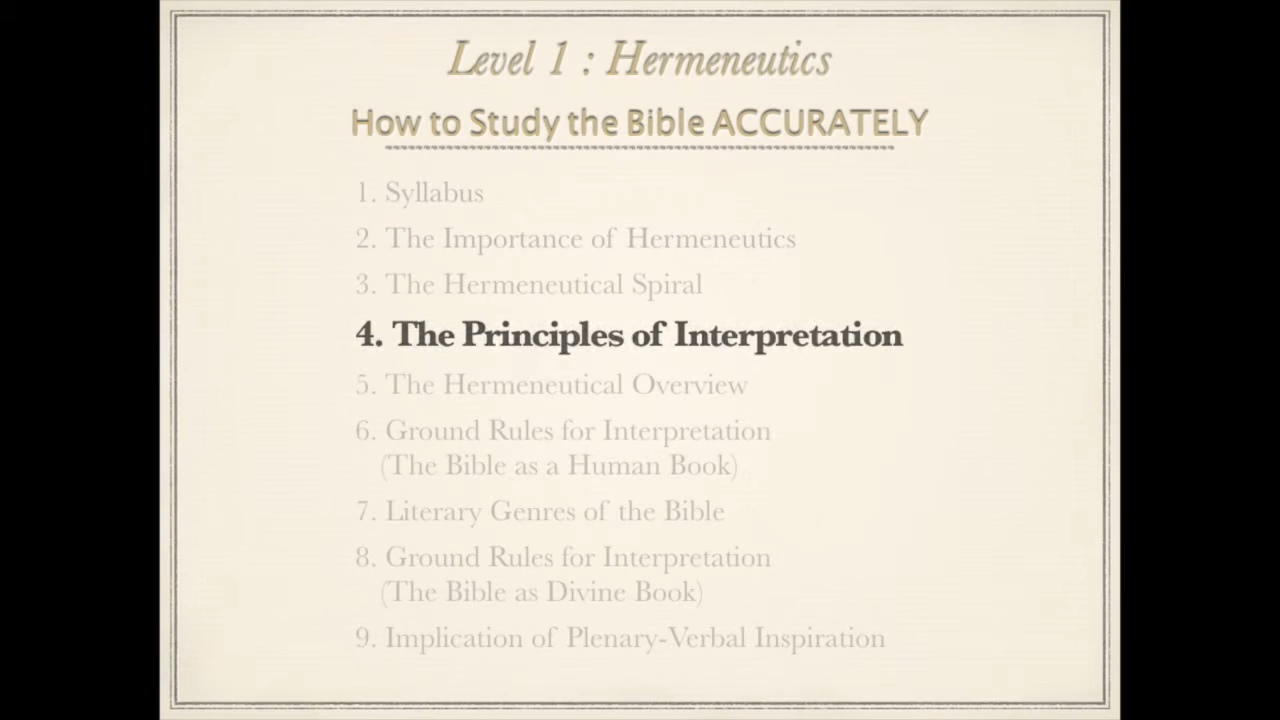 Level 1 : Hermeneutics
How to Study the Bible ACCURATELY
1. Syllabus
2. The Importance of Hermeneutics
3. The Hermeneutical Spiral
4. The Principles of Interpretation
5. The Hermeneutical Overview
6. Ground Rules for Interpretation
(The Bible as a Human Book)
7. Literary Genres of the Bible
8. Ground Rules for Interpretation
(The Bible as Divine Book)
9. Implication of Plenary-Verbal Inspiration